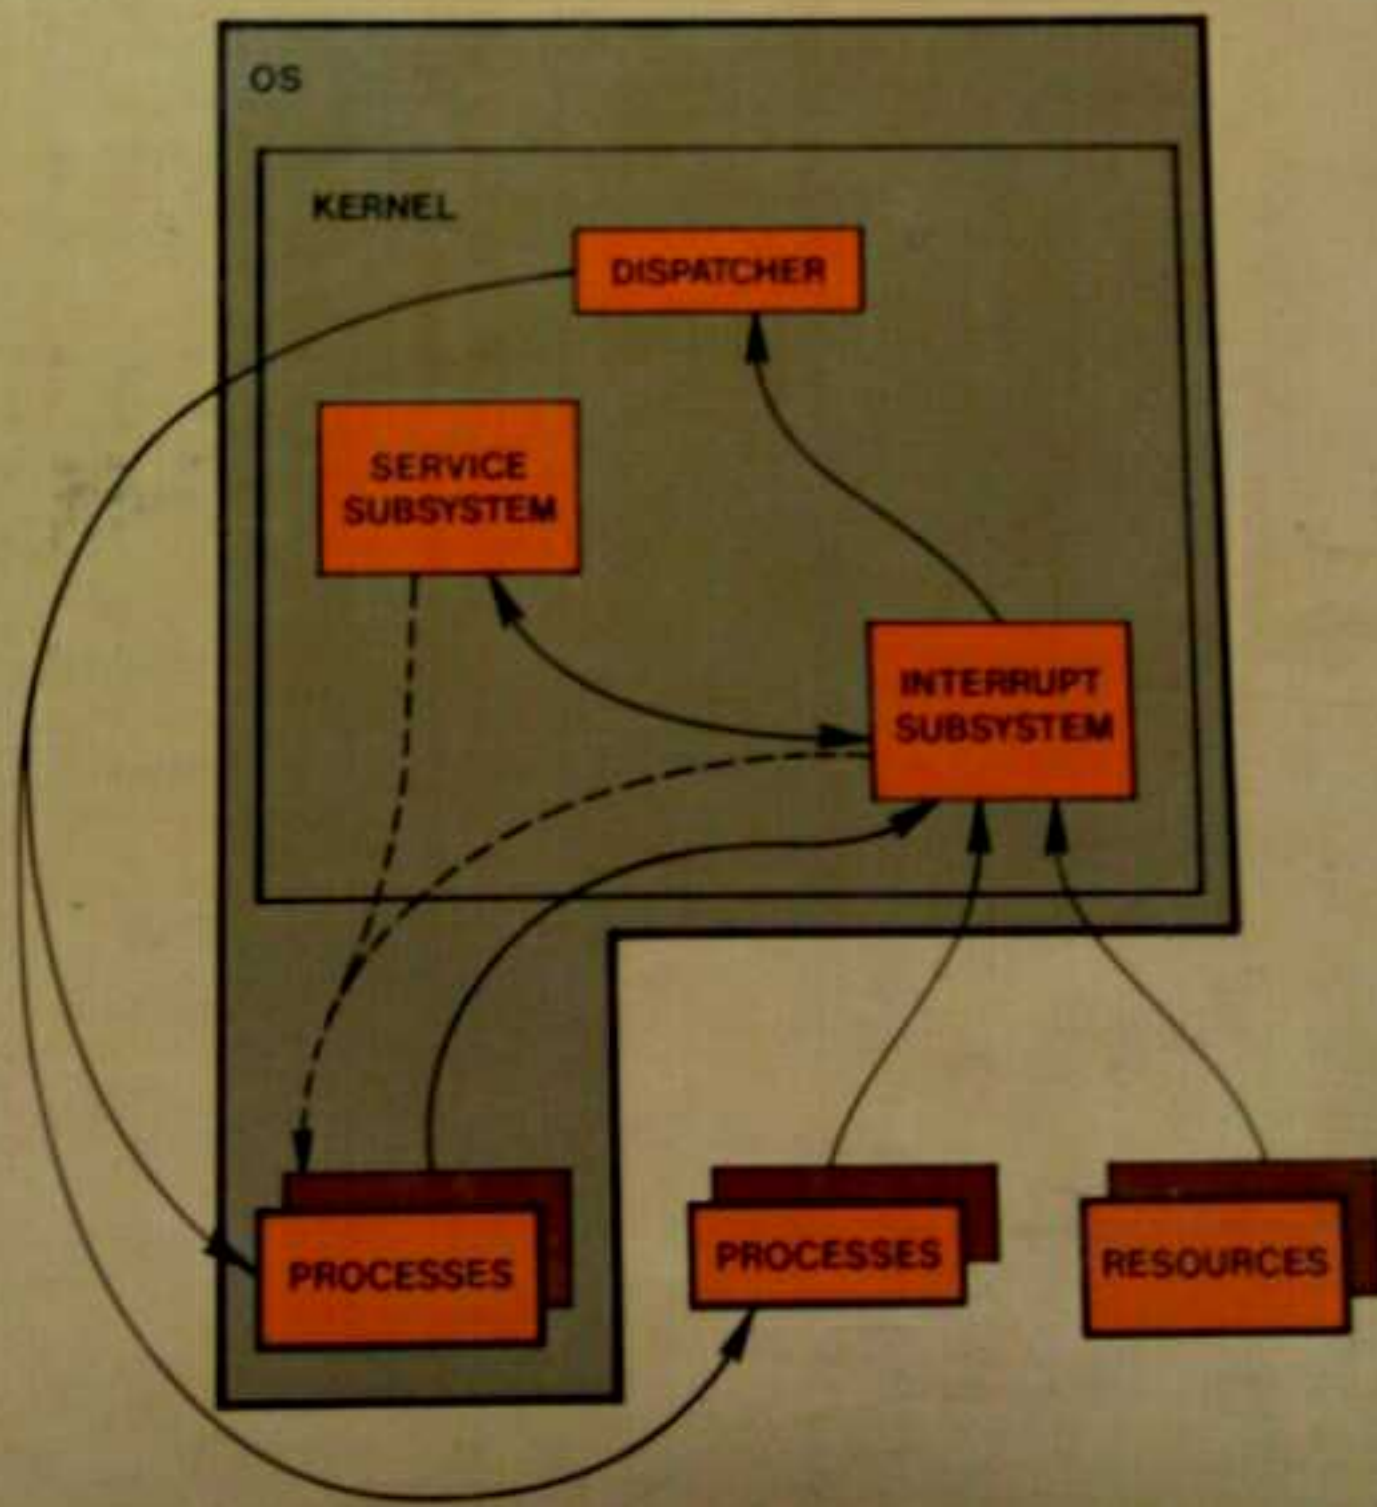 OS
KERNEL
DISPATCHER
SERVICE
SUBSYSTEM
INTERRUPT
SUBSYSTEM
PROCESSES
PROCESSES
RESOURCES